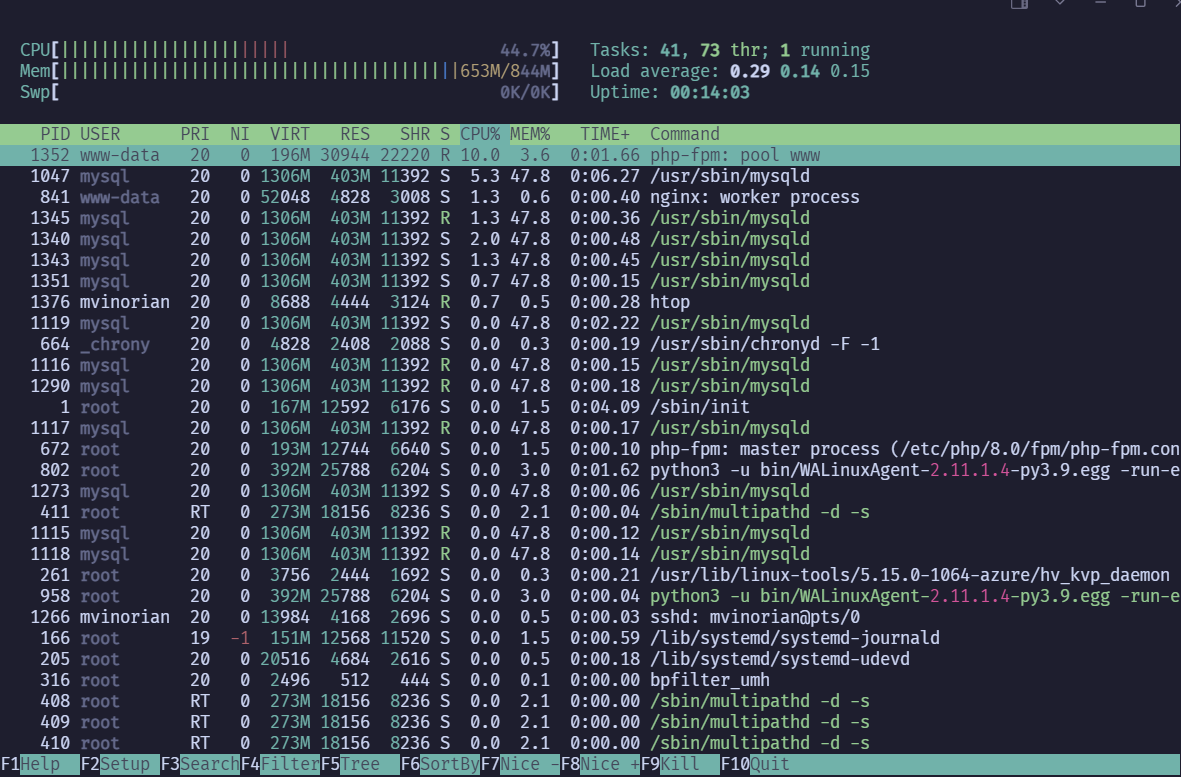 CPU[|||||||||||||||||||||||	44.7%]	Tasks: 41, 73 thr; 1 running
Mem[||||||||||||||||||||||||||||||||||||||||653M/844M]	Load average: 0.29 0.14 0.15
Swp[	0K/0K]	Uptime: 00:14:03
PID USER PRI NI VIRT RES SHR S CPU% MEM% TIME+ Command
1352 www-data 20 0 196M 30944 22220 R 10.0 3.6 0:01.66 php-fpm: pool www
1047 mysql 20 0 1306M 403M 11392 S 5.3 47.8 0:06.27 /usr/sbin/mysqld
841 www-data 20 0 52048 4828 3008 S 1.3 0.6 0:00.40 nginx: worker process
1345 mysql 20 0 1306M 403M 11392 R 1.3 47.8 0:00.36 /usr/sbin/mysqld
1340 mysql 20 0 1306M 403M 11392 S 2.0 47.8 0:00.48 /usr/sbin/mysqld
1343 mysql 20 0 1306M 403M 11392 S 1.3 47.8 0:00.45 /usr/sbin/mysqld
1351 mysql 20 0 1306M 403M 11392 S 0.7 47.8 0:00.15 /usr/sbin/mysqld
1376 mvinorian 20 0 8688 4444 3124 R 0.7 0.5 0:00.28 htop
1119 mysql 20 0 1306M 403M 11392 S 0.0 47.8 0:02.22 /usr/sbin/mysqld
664 _chrony 20 0 4828 2408 2088 S 0.0 0.3 0:00.19 /usr/sbin/chronyd -F -1
1116 mysql 20 0 1306M 403M 11392 R 0.0 47.8 0:00.15 /usr/sbin/mysqld
1290 mysql 20 0 1306M 403M 11392 R 0.0 47.8 0:00.18 /usr/sbin/mysqld
1 root 20 0 167M 12592 6176 S 0.0 1.5 0:04.09 /sbin/init
1117 mysql 20 0 1306M 403M 11392 R 0.0 47.8 0:00.17 /usr/sbin/mysqld
672 root 20 0 193M 12744 6640 S 0.0 1.5 0:00.10 php-fpm: master process (/etc/php/8.0/fpm/php-fpm.con
802 root 20 0 392M 25788 6204 S 0.0 3.0 0:01.62 python3 -u bin/WALinuxAgent-2.11.1.4-py3.9.egg -run-e
1273 mysql 20 0 1306M 403M 11392 S 0.0 47.8 0:00.06 /usr/sbin/mysqld
411 root RT 0 273M 18156 8236 S 0.0 2.1 0:00.04 /sbin/multipathd -d -s
1115 mysql 20 0 1306M 403M 11392 R 0.0 47.8 0:00.12 /usr/sbin/mysqld
1118 mysql 20 0 1306M 403M 11392 R 0.0 47.8 0:00.14 /usr/sbin/mysqld
261 root 20 0 3756 2444 1692 S 0.0 0.3 0:00.21 /usr/lib/linux-tools/5.15.0-1064-azure/hv_kvp_daemon
958 root 20 0 392M 25788 6204 S 0.0 3.0 0:00.04 python3 -u bin/WALinuxAgent-2.11.1.4-py3.9.egg -run-e
1266 mvinorian 20 0 13984 4168 2696 S 0.0 0.5 0:00.03 sshd: mvinorian@pts/0
166 root 19 -1 151M 12568 11520 S 0.0 1.5 0:00.59 /lib/systemd/systemd-journald
205 root 20 0 20516 4684 2616 S 0.0 0.5 0:00.18 /lib/systemd/systemd-udevd
316 root 20 0 2496 512 444 S 0.0 0.1 0:00.00 bpfilter_umh
408 root RT 0 273M 18156 8236 S 0.0 2.1 0:00.00 /sbin/multipathd -d -s
409 root RT 0 273M 18156 8236 S 0.0 2.1 0:00.00 /sbin/multipathd -d -s
410 root RT 0 273M 18156 8236 S 0.0 2.1 0:00.00 /sbin/multipathd -d -s
F1Help F2Setup F3SearchF4FilterF5Tree F6SortByF7Nice -F8Nice +F9Kill F10Quit